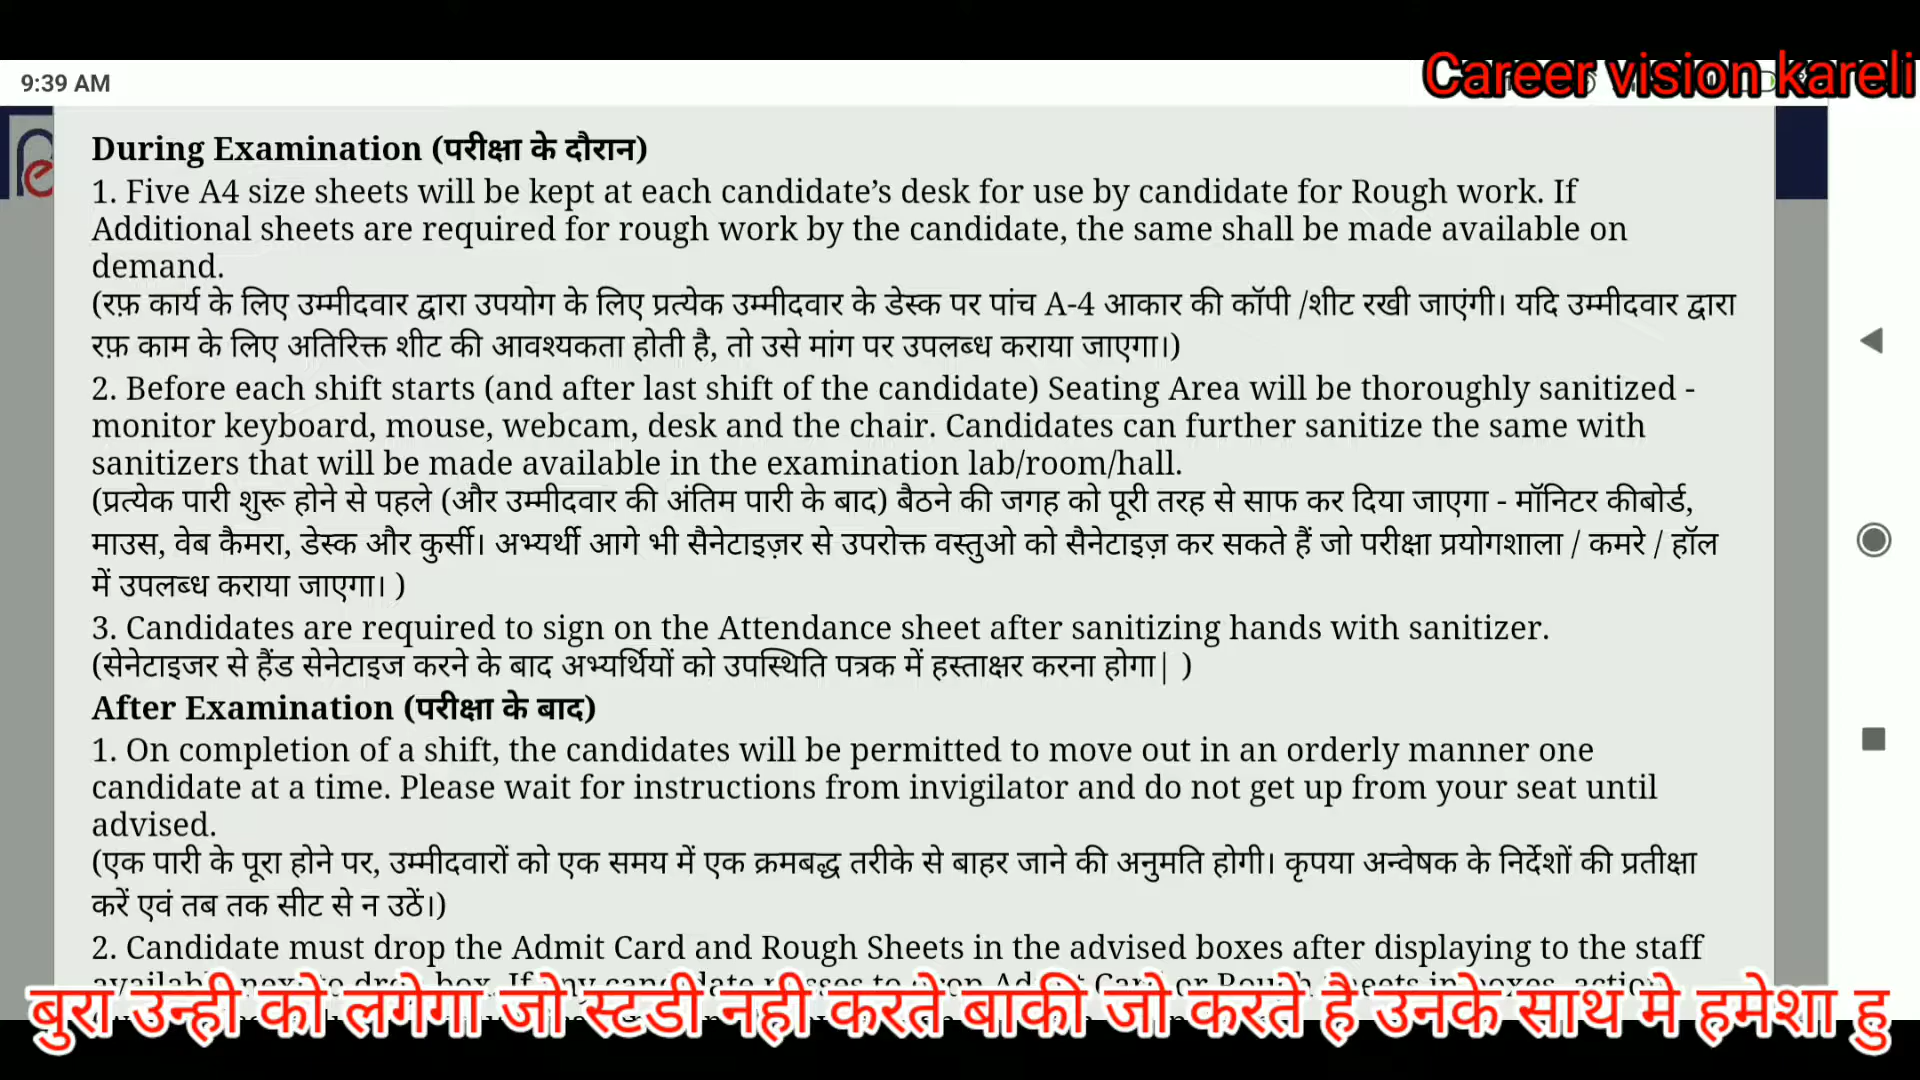 9:39 AM
Career vision kareli
During Examination (परीक्षा के दौरान)
1. Five A4 size sheets will be kept at each candidate’s desk for use by candidate for Rough work. If
Additional sheets are required for rough work by the candidate, the same shall be made available on
demand.
(रफ़ कार्य के लिए उम्मीदवार द्वारा उपयोग के लिए प्रत्येक उम्मीदवार के डेस्क पर पांच A-4 आकार की कॉपी /शीट रखी जाएंगी। यदि उम्मीदवार द्वारा
रफ़ काम के लिए अतिरिक्त शीट की आवश्यकता होती है, तो उसे मांग पर उपलब्ध कराया जाएगा।)
2. Before each shift starts (and after last shift of the candidate) Seating Area will be thoroughly sanitized -
monitor keyboard, mouse, webcam, desk and the chair. Candidates can further sanitize the same with
sanitizers that will be made available in the examination lab/room/hall.
(प्रत्येक पारी शुरू होने से पहले (और उम्मीदवार की अंतिम पारी के बाद) बैठने की जगह को पूरी तरह से साफ कर दिया जाएगा - मॉनिटर कीबोर्ड,
माउस, वेब कैमरा, डेस्क और कुर्सी। अभ्यर्थी आगे भी सैनेटाइज़र से उपरोक्त वस्तुओ को सैनेटाइज़ कर सकते हैं जो परीक्षा प्रयोगशाला / कमरे / हॉल
में उपलब्ध कराया जाएगा। )
3. Candidates are required to sign on the Attendance sheet after sanitizing hands with sanitizer.
(सेनेटाइजर से हैंड सेनेटाइज करने के बाद अभ्यर्थियों को उपस्थिति पत्रक में हस्ताक्षर करना होगा| )
After Examination (परीक्षा के बाद)
1. On completion of a shift, the candidates will be permitted to move out in an orderly manner one
candidate at a time. Please wait for instructions from invigilator and do not get up from your seat until
advised.
(एक पारी के पूरा होने पर, उम्मीदवारों को एक समय में एक क्रमबद्ध तरीके से बाहर जाने की अनुमति होगी। कृपया अन्वेषक के निर्देशों की प्रतीक्षा
करें एवं तब तक सीट से न उठें।)
2. Candidate must drop the Admit Card and Rough Sheets in the advised boxes after displaying to the staff
बुरा उन्ही को लगेगा जो स्टडी नही करते बाकी जो करते है उनके साथ मे हमेशा हु